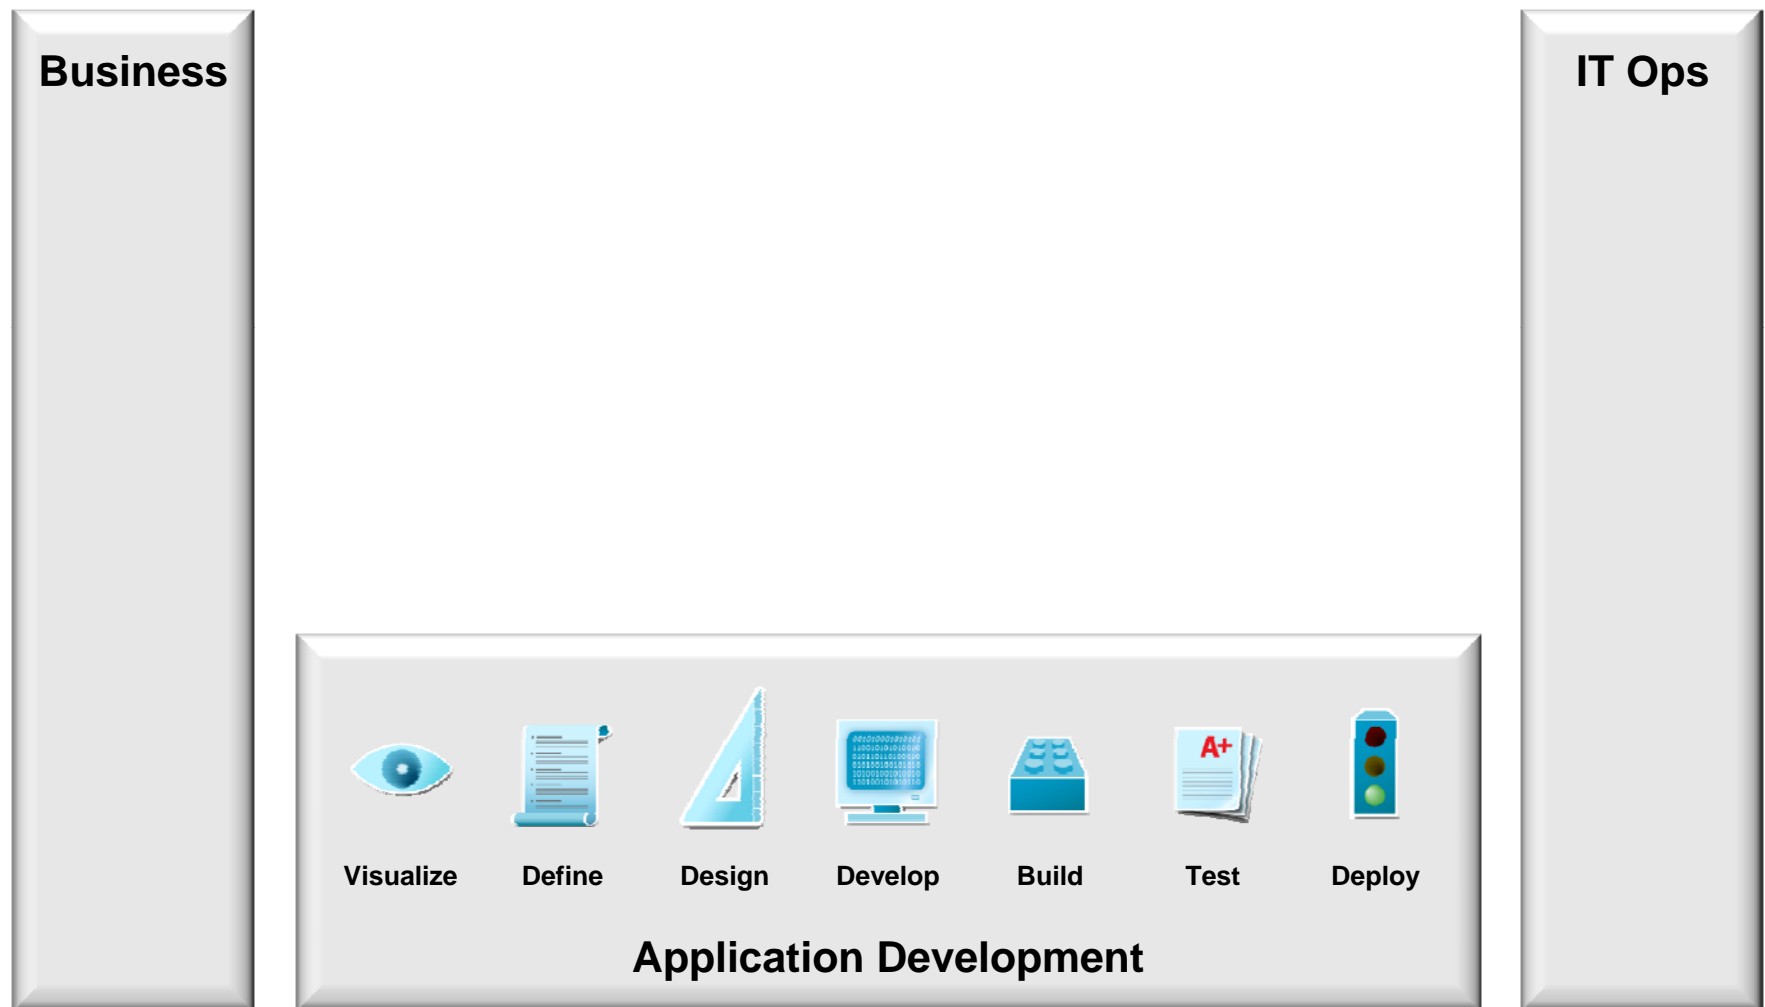 Business
IT Ops
A+
Visualize Define Design Develop Build Test Deploy
Application Development